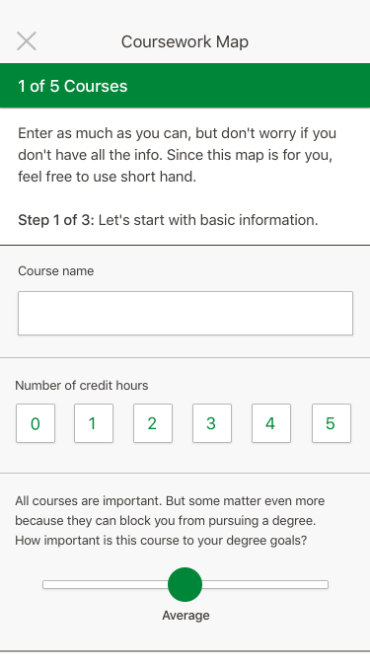 Coursework Map
1 of 5 Courses
Enter as much as you can, but don't worry if you
don't have all the info. Since this map is for you,
feel free to use short hand.
Step 1 of 3: Let's start with basic information.
Course name
Number of credit hours
0 1 2 3 4 5
All courses are important. But some matter even more
because they can block you from pursuing a degree.
How important is this course to your degree goals?
Average